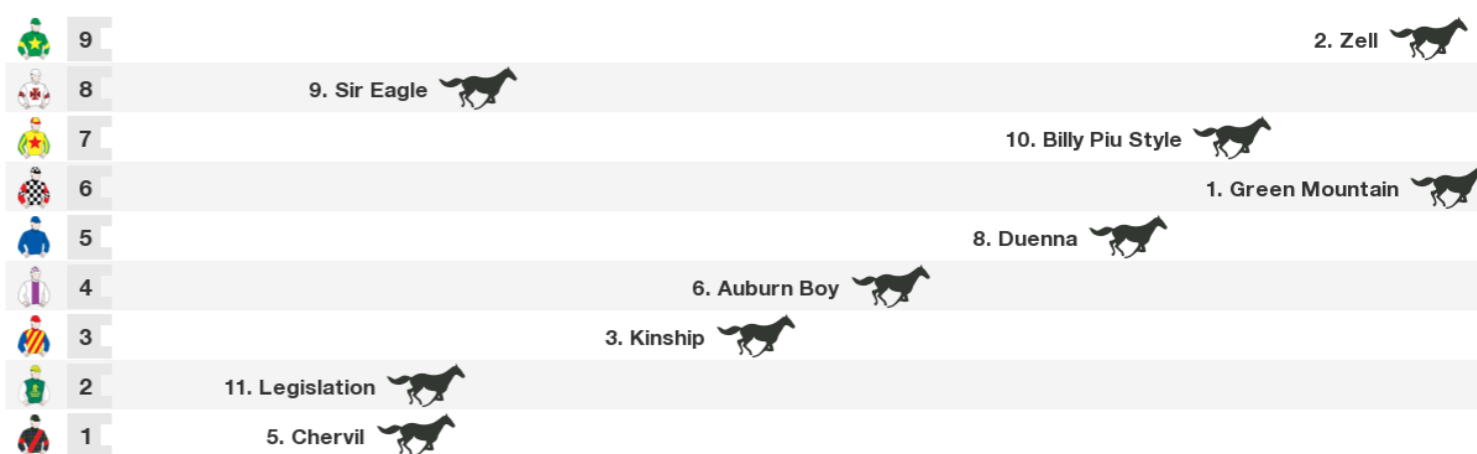 9 2. Zell
8 9. Sir Eagle
7 10. Billy Piu Style
6 1. Green Mountain
5 8. Duenna
4 6. Auburn Boy
3 3. Kinship
2 11. Legislation
1 5. Chervil